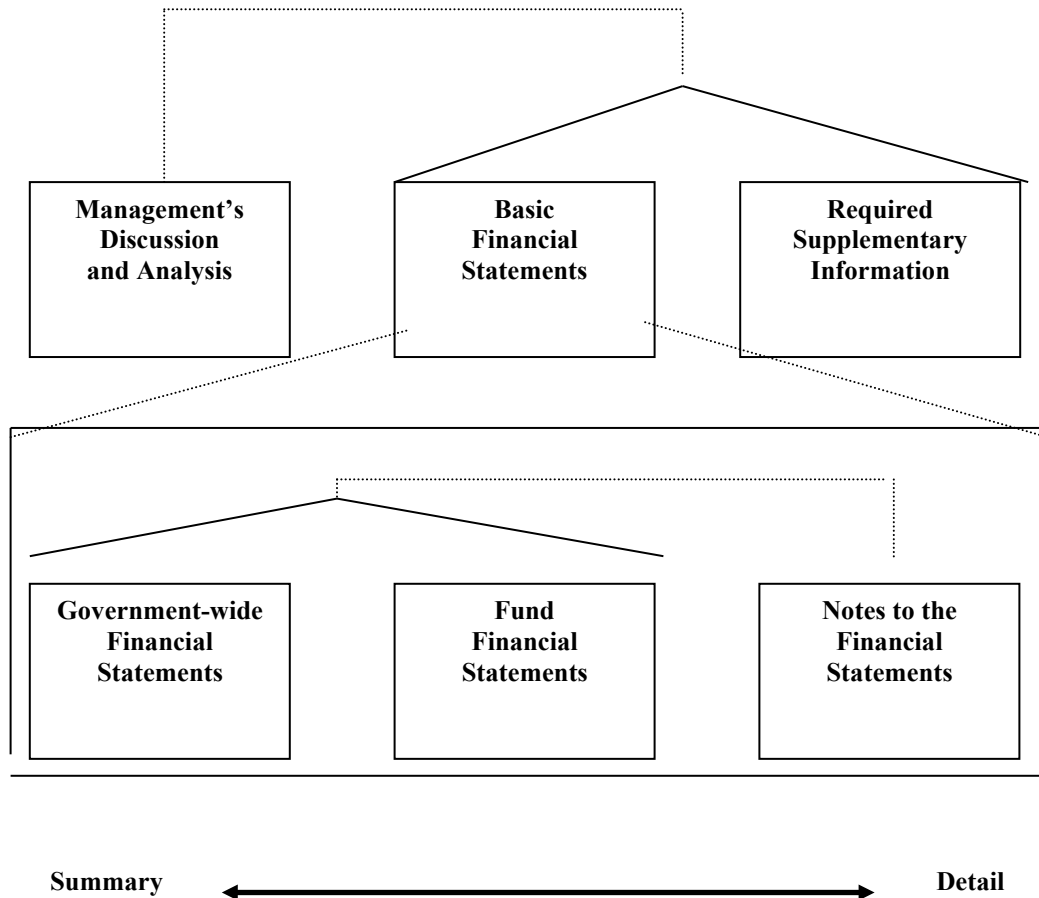 Management’s
Discussion
and Analysis
Basic
Financial
Statements
Required
Supplementary
Information
Government-wide
Financial
Statements
Fund
Financial
Statements
Notes to the
Financial
Statements
Summary
Detail